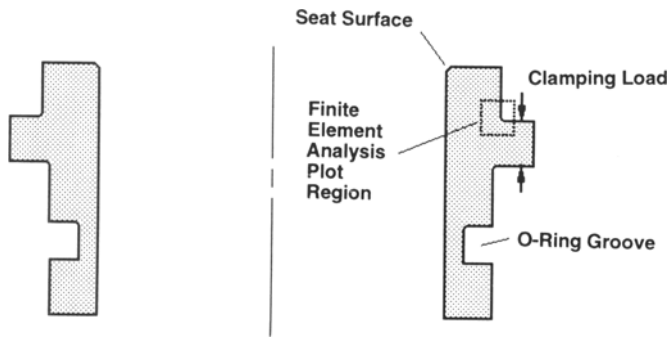 Seat Surface
Clamping Load
Finite
Element
Analysis
Plot
Region
O-Ring Groove